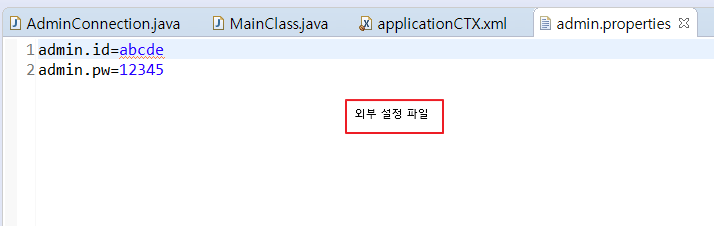 AdminConnection.java MainClass.java applicationCTX.xml admin.properties
1 admin.id=abcde
2 admin.pw=12345
외부 설정 파일